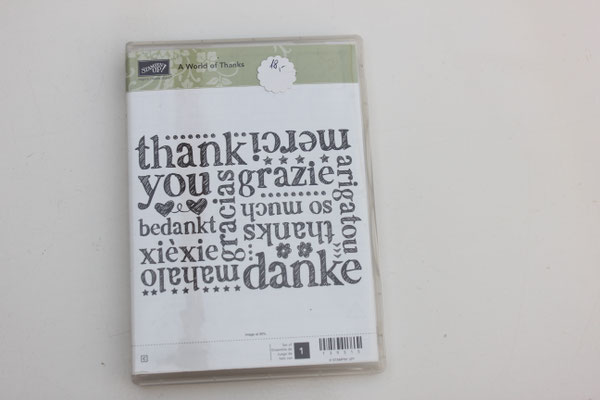 STAMPIN' UP!
A World of Thanks
18,-
thank
you
merci
grazie
arigatou
gracias
so much
thanks
bedankt
xièxie
mahalo
danke
1